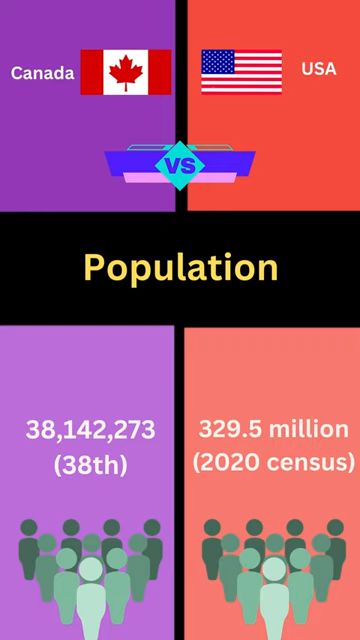 Canada
USA
VS
Population
38,142,273
(38th)
329.5 million
(2020 census)